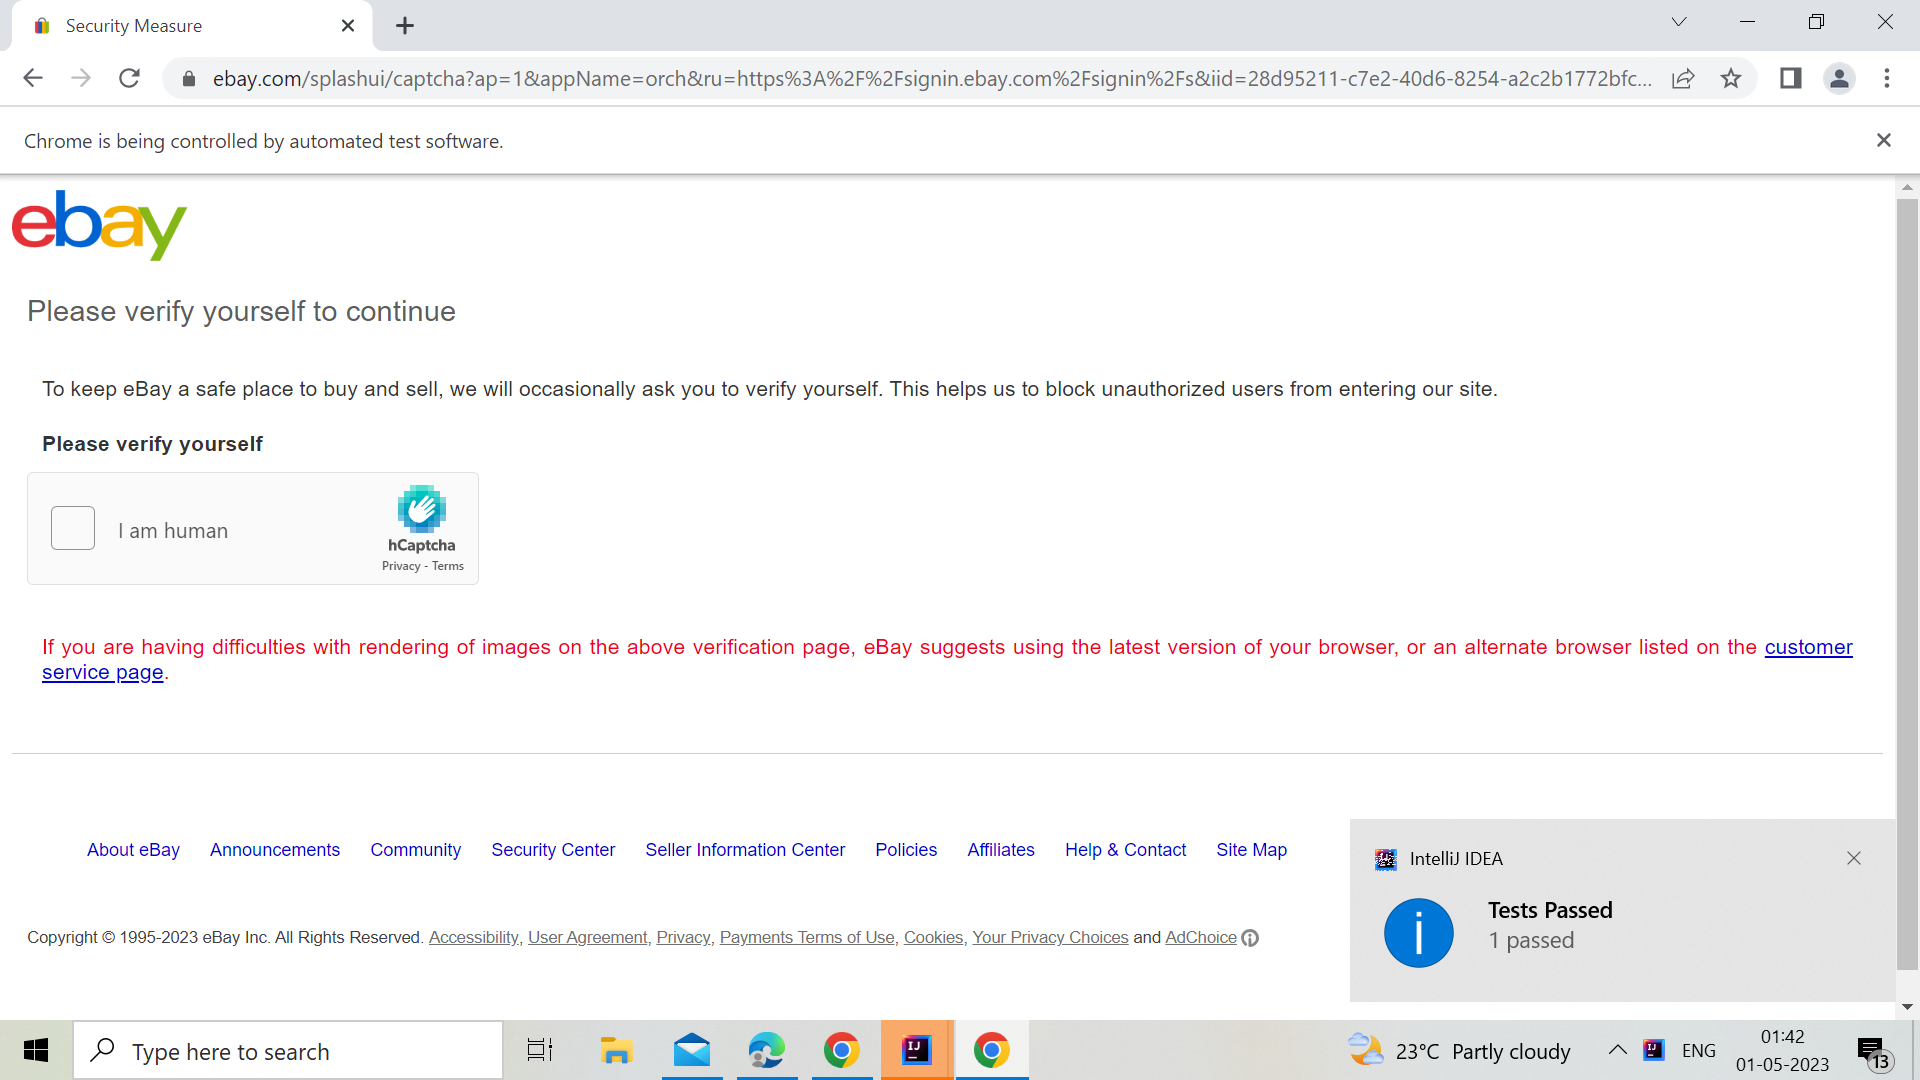 Security Measure
ebay.com/splashui/captcha?ap=1&appName=orch&ru=https%3A%2F%2Fsignin.ebay.com%2Fsignin%2Fs&iid=28d95211-c7e2-40d6-8254-a2c2b1772bfc...
Chrome is being controlled by automated test software.
ebay
Please verify yourself to continue
To keep eBay a safe place to buy and sell, we will occasionally ask you to verify yourself. This helps us to block unauthorized users from entering our site.
Please verify yourself
I am human
hCaptcha
Privacy - Terms
If you are having difficulties with rendering of images on the above verification page, eBay suggests using the latest version of your browser, or an alternate browser listed on the customer
service page.
About eBay Announcements Community Security Center Seller Information Center Policies Affiliates Help & Contact Site Map
Copyright © 1995-2023 eBay Inc. All Rights Reserved. Accessibility, User Agreement, Privacy, Payments Terms of Use, Cookies, Your Privacy Choices and AdChoice
IntelliJ IDEA
Tests Passed
1 passed
Type here to search
IJ
23°C Partly cloudy
IJ
ENG
01:42
01-05-2023
13